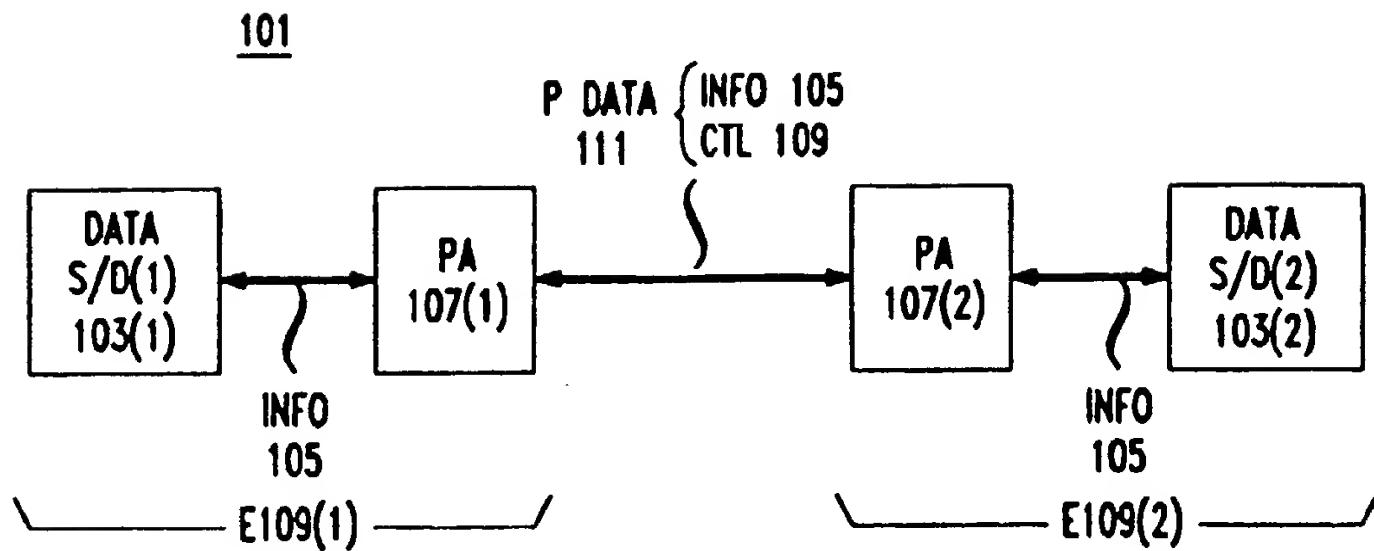 101
P DATA
111
INFO 105
CTL 109
DATA
S/D(1)
103(1)
PA
107(1)
PA
107(2)
DATA
S/D(2)
103(2)
INFO
105
INFO
105
E109(1)
E109(2)